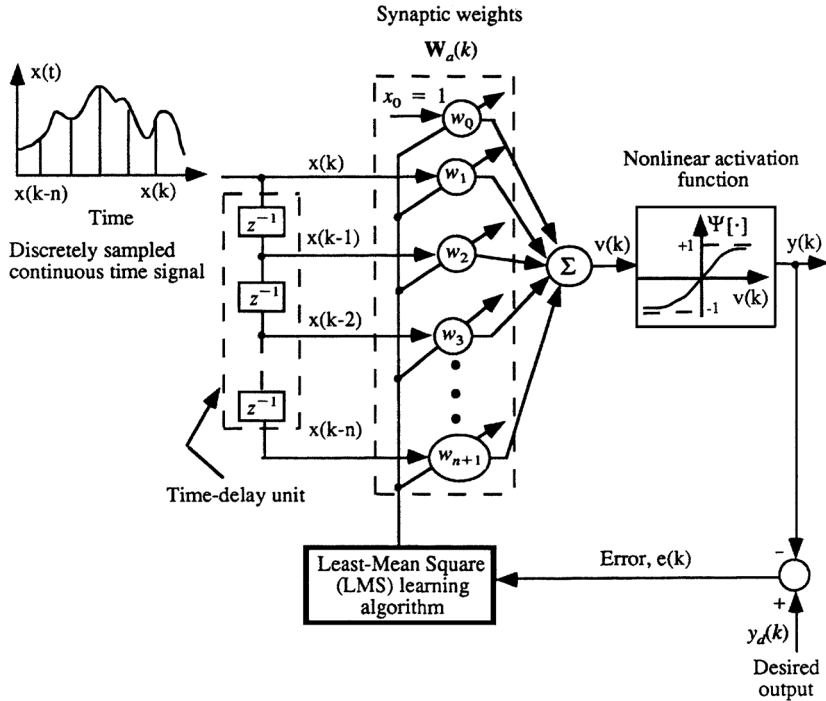 Synaptic weights
W_a(k)
x(t)
x_0 = 1
w_0
x(k-n)
x(k)
Time
Discretely sampled
continuous time signal
x(k)
w_1
z^{-1}
x(k-1)
w_2
z^{-1}
x(k-2)
w_3
z^{-1}
x(k-n)
w_{n+1}
Time-delay unit
Σ
v(k)
Nonlinear activation
function
Ψ[·]
+1
v(k)
-1
y(k)
Least-Mean Square
(LMS) learning
algorithm
Error, e(k)
-
+
y_d(k)
Desired
output